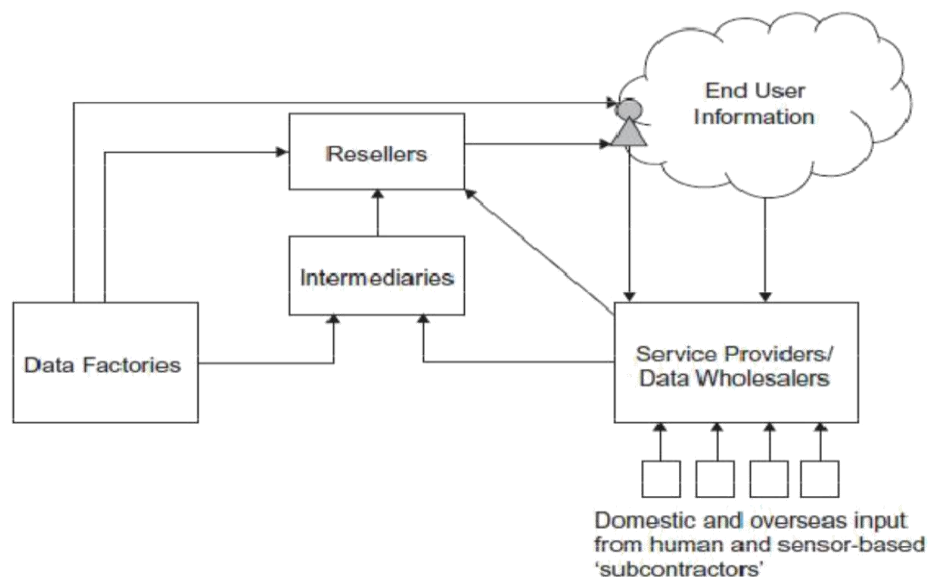 End User
Information
Resellers
Intermediaries
Data Factories
Service Providers/
Data Wholesalers
Domestic and overseas input
from human and sensor-based
‘subcontractors’